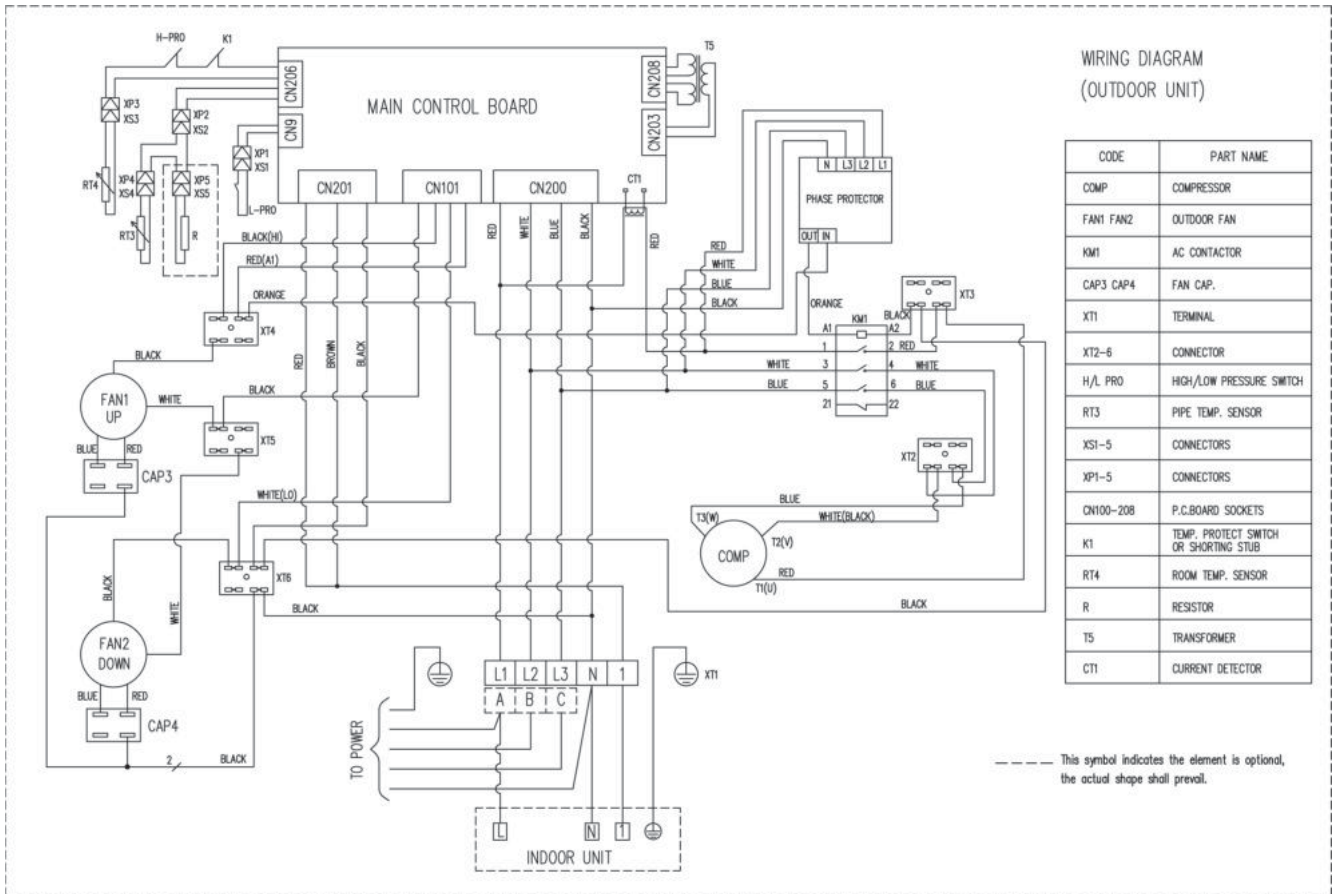 H-PRO
K1
T5
WIRING DIAGRAM
(OUTDOOR UNIT)
CN206
CN208
MAIN CONTROL BOARD
XP3
XS3
XP2
XS2
CN9
CN203
XP1
XS1
RT4
XP4
XS4
XP5
XS5
RT3
R
L-PRO
CN201
CN101
CN200
CT1
N L3 L2 L1
PHASE PROTECTOR
OUT IN
BLACK(HI)
RED(A1)
ORANGE
RED
WHITE
BLUE
BLACK
RED
RED
WHITE
BLUE
BLACK
ORANGE
BLACK
XT3
KM1
A1 A2
1 2 RED
WHITE 3 4 WHITE
BLUE 5 6 BLUE
21 22
XT4
BLACK
RED
BROWN
BLACK
FAN1
UP
WHITE
BLACK
XT5
BLUE RED
CAP3
WHITE(LO)
XT2
BLUE
T3(W)
WHITE(BLACK)
T2(V)
COMP
RED
T1(U)
BLACK
XT6
BLACK
BLACK
WHITE
FAN2
DOWN
BLUE RED
CAP4
2 BLACK
L1 L2 L3 N 1
XT1
A B C
TO POWER
L N 1
INDOOR UNIT
CODE PART NAME
COMP COMPRESSOR
FAN1 FAN2 OUTDOOR FAN
KM1 AC CONTACTOR
CAP3 CAP4 FAN CAP.
XT1 TERMINAL
XT2-6 CONNECTOR
H/L PRO HIGH/LOW PRESSURE SWITCH
RT3 PIPE TEMP. SENSOR
XS1-5 CONNECTORS
XP1-5 CONNECTORS
CN100-208 P.C.BOARD SOCKETS
K1 TEMP. PROTECT SWITCH
OR SHORTING STUB
RT4 ROOM TEMP. SENSOR
R RESISTOR
T5 TRANSFORMER
CT1 CURRENT DETECTOR
This symbol indicates the element is optional,
the actual shape shall prevail.